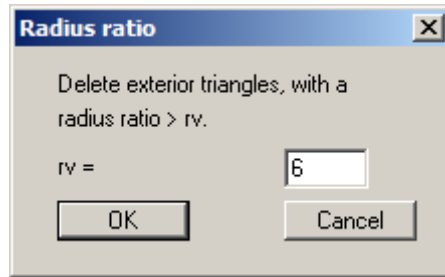 Radius ratio
Delete exterior triangles, with a
radius ratio > rv.
rv = 6
OK Cancel